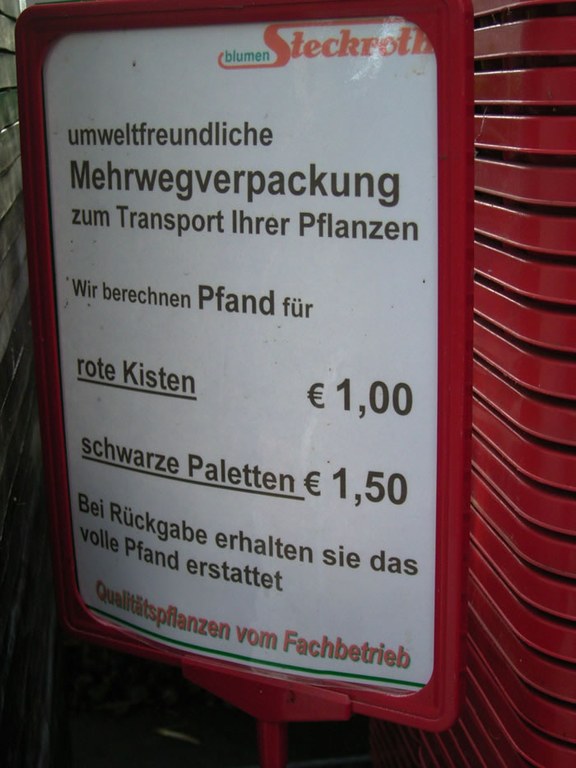 blumen Steckroth
umweltfreundliche
Mehrwegverpackung
zum Transport Ihrer Pflanzen
Wir berechnen Pfand für
rote Kisten € 1,00
schwarze Paletten € 1,50
Bei Rückgabe erhalten sie das
volle Pfand erstattet
Qualitätspflanzen vom Fachbetrieb